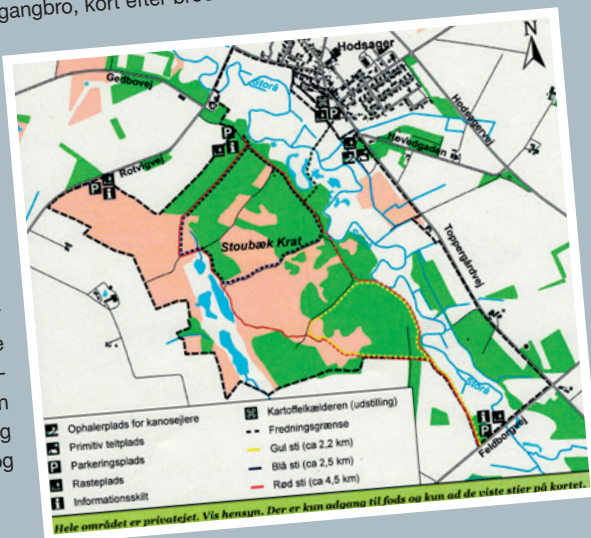 gangbro, kort efter
N
Hodsager
Storå
Gedbovej
Hodsagervej
Hevedgaden
Rotvigvej
Toppergårdvej
Stoubæk Krat
Storå
Feldborgvej
Ophalerplads for kanosejlere
Primitiv teltplads
P Parkeringsplads
Rasteplads
i Informationsskilt
Kartoffelkælderen (udstilling)
Fredningsgrænse
Gul sti (ca 2,2 km)
Blå sti (ca 2,5 km)
Rød sti (ca 4,5 km)
Hele området er privatejet. Vis hensyn. Der er kun adgang til fods og kun ad de viste stier på kortet.